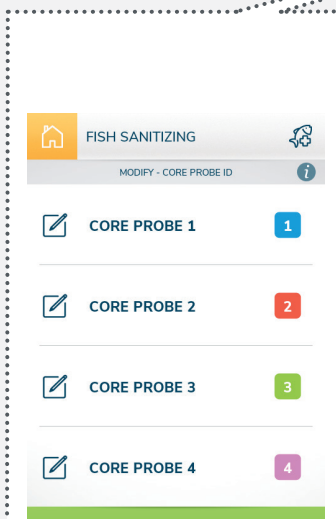 FISH SANITIZING
MODIFY - CORE PROBE ID
i
CORE PROBE 1
1
CORE PROBE 2
2
CORE PROBE 3
3
CORE PROBE 4
4